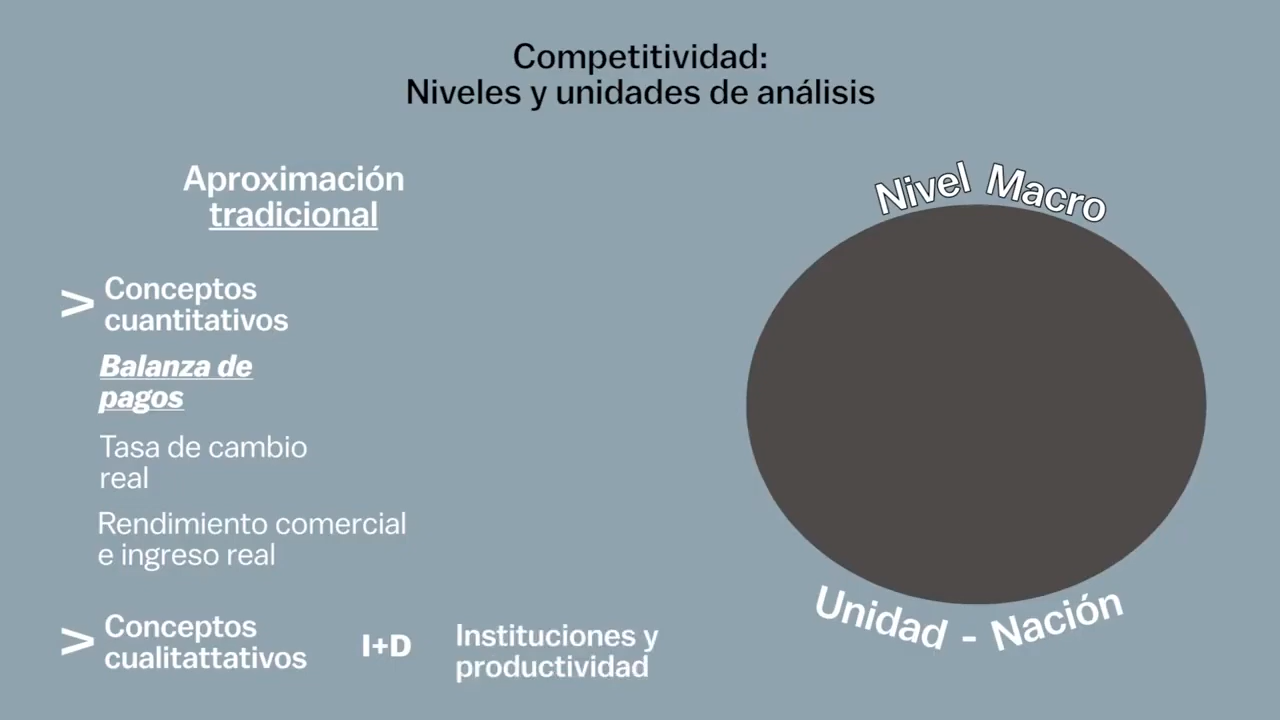 Competitividad:
Niveles y unidades de análisis
Aproximación
tradicional
> Conceptos
cuantitativos
Balanza de
pagos
Tasa de cambio
real
Rendimiento comercial
e ingreso real
> Conceptos
cualitattativos
I+D
Instituciones y
productividad
Nivel Macro
Unidad - Nación